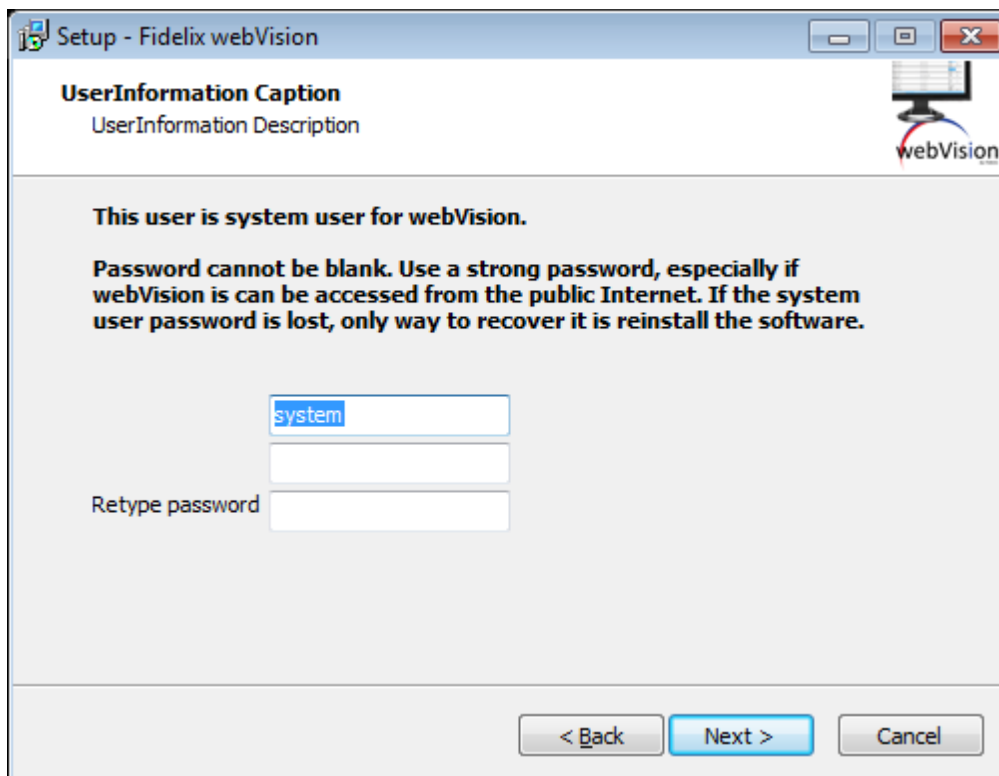 Setup - Fidelix webVision
UserInformation Caption
UserInformation Description
webVision
This user is system user for webVision.
Password cannot be blank. Use a strong password, especially if
webVision is can be accessed from the public Internet. If the system
user password is lost, only way to recover it is reinstall the software.
system
Retype password
< Back
Next >
Cancel